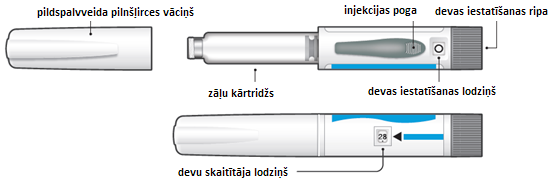 pildspalvveida pilnšļirces vāciņš
injekcijas poga
devas iestatīšanas ripa
zāļu kārtridžs
devas iestatīšanas lodziņš
28
devu skaitītāja lodziņš